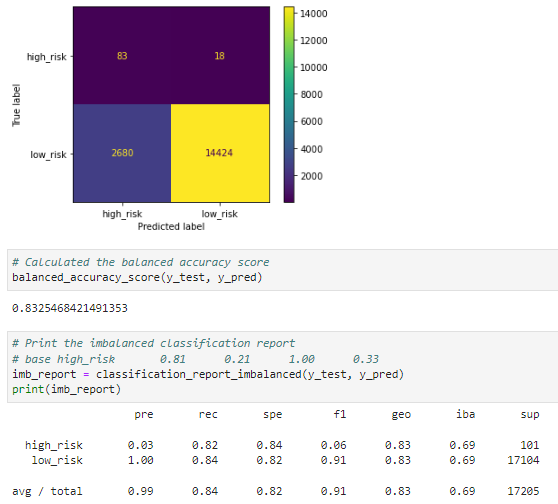 14000
high_risk 83 18
12000
10000
True label
8000
6000
low_risk 2680 14424
4000
2000
high_risk low_risk
Predicted label
# Calculated the balanced accuracy score
balanced_accuracy_score(y_test, y_pred)
0.8325468421491353
# Print the imbalanced classification report
# base high_risk 0.81 0.21 1.00 0.33
imb_report = classification_report_imbalanced(y_test, y_pred)
print(imb_report)
pre rec spe f1 geo iba sup
high_risk 0.03 0.82 0.84 0.06 0.83 0.69 101
low_risk 1.00 0.84 0.82 0.91 0.83 0.69 17104
avg / total 0.99 0.84 0.82 0.91 0.83 0.69 17205